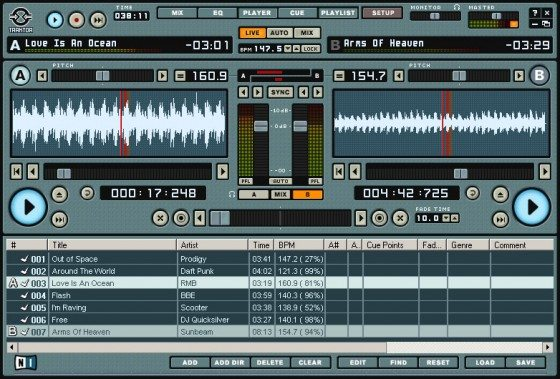 TIME
038:11
TRAKTOR
MIX EQ PLAYER CUE PLAYLIST SETUP
MONITOR MASTER
LIVE AUTO MIX
BPM 147.5 LOCK
A Love Is An Ocean -03:01
B Arms Of Heaven -03:29
A PITCH = 160.9
A B
SYNC
= 154.7 PITCH B
-10dB
0dB
-00
PFL AUTO PFL
A MIX B
000:17:248
004:42:725
FADE TIME
10.0
# Title Artist Time BPM A# A.. Cue Points Fad... Genre Comment
001 Out of Space Prodigy 03:41 147.2 ( 27%)
002 Around The World Daft Punk 04:02 121.3 ( 99%)
A 003 Love Is An Ocean RMB 03:19 160.9 ( 81%)
004 Flash BBE 03:59 140.3 ( 96%)
005 I'm Raving Scooter 03:38 138.9 ( 52%)
006 Free DJ Quicksilver 03:27 140.1 ( 98%)
B 007 Arms Of Heaven Sunbeam 08:13 154.7 ( 94%)
N I
ADD ADD DIR DELETE CLEAR EDIT FIND RESET LOAD SAVE